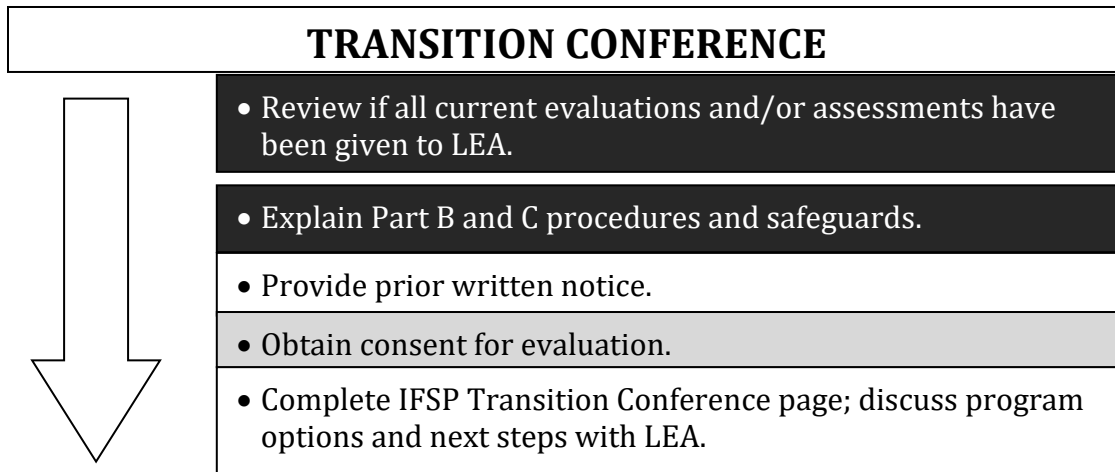 TRANSITION CONFERENCE
• Review if all current evaluations and/or assessments have
been given to LEA.
• Explain Part B and C procedures and safeguards.
• Provide prior written notice.
• Obtain consent for evaluation.
• Complete IFSP Transition Conference page; discuss program
options and next steps with LEA.